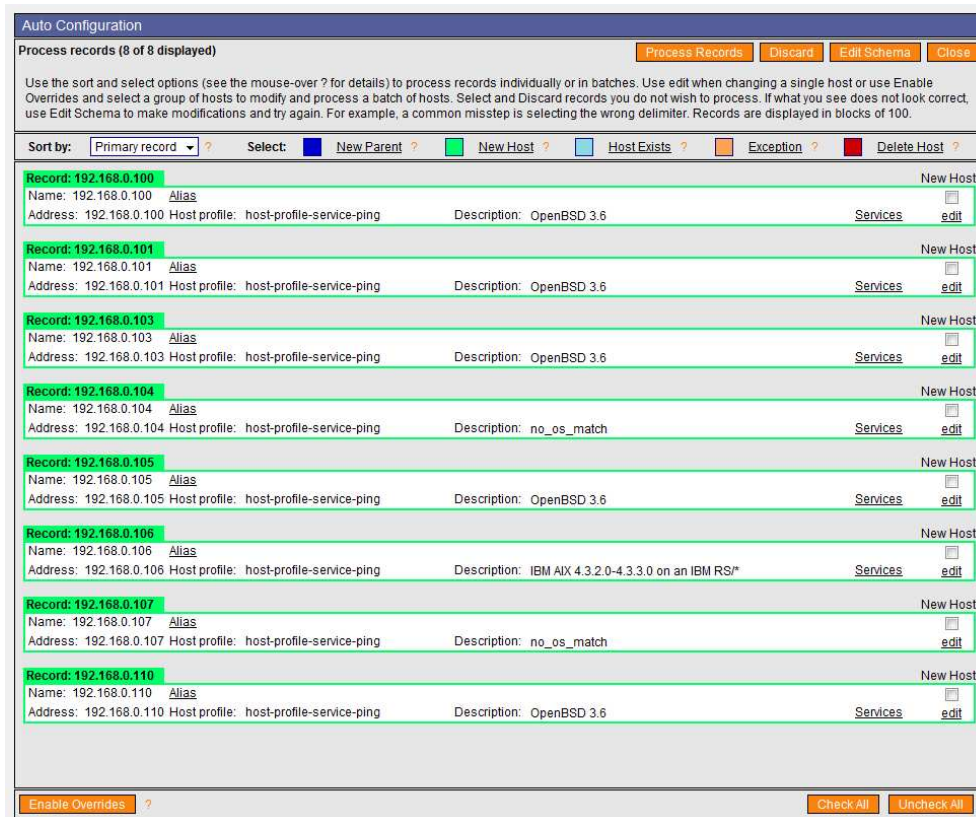 Auto Configuration
Process records (8 of 8 displayed) Process Records Discard Edit Schema Close
Use the sort and select options (see the mouse-over ? for details) to process records individually or in batches. Use edit when changing a single host or use Enable
Overrides and select a group of hosts to modify and process a batch of hosts. Select and Discard records you do not wish to process. If what you see does not look correct,
use Edit Schema to make modifications and try again. For example, a common misstep is selecting the wrong delimiter. Records are displayed in blocks of 100.
Sort by: Primary record ? Select: New Parent ? New Host ? Host Exists ? Exception ? Delete Host ?
Record: 192.168.0.100 New Host
Name: 192.168.0.100 Alias
Address: 192.168.0.100 Host profile: host-profile-service-ping Description: OpenBSD 3.6 Services edit
Record: 192.168.0.101 New Host
Name: 192.168.0.101 Alias
Address: 192.168.0.101 Host profile: host-profile-service-ping Description: OpenBSD 3.6 Services edit
Record: 192.168.0.103 New Host
Name: 192.168.0.103 Alias
Address: 192.168.0.103 Host profile: host-profile-service-ping Description: OpenBSD 3.6 Services edit
Record: 192.168.0.104 New Host
Name: 192.168.0.104 Alias
Address: 192.168.0.104 Host profile: host-profile-service-ping Description: no_os_match Services edit
Record: 192.168.0.105 New Host
Name: 192.168.0.105 Alias
Address: 192.168.0.105 Host profile: host-profile-service-ping Description: OpenBSD 3.6 Services edit
Record: 192.168.0.106 New Host
Name: 192.168.0.106 Alias
Address: 192.168.0.106 Host profile: host-profile-service-ping Description: IBM AIX 4.3.2.0-4.3.3.0 on an IBM RS/* Services edit
Record: 192.168.0.107 New Host
Name: 192.168.0.107 Alias
Address: 192.168.0.107 Host profile: host-profile-service-ping Description: no_os_match edit
Record: 192.168.0.110 New Host
Name: 192.168.0.110 Alias
Address: 192.168.0.110 Host profile: host-profile-service-ping Description: OpenBSD 3.6 Services edit
Enable Overrides ? Check All Uncheck All